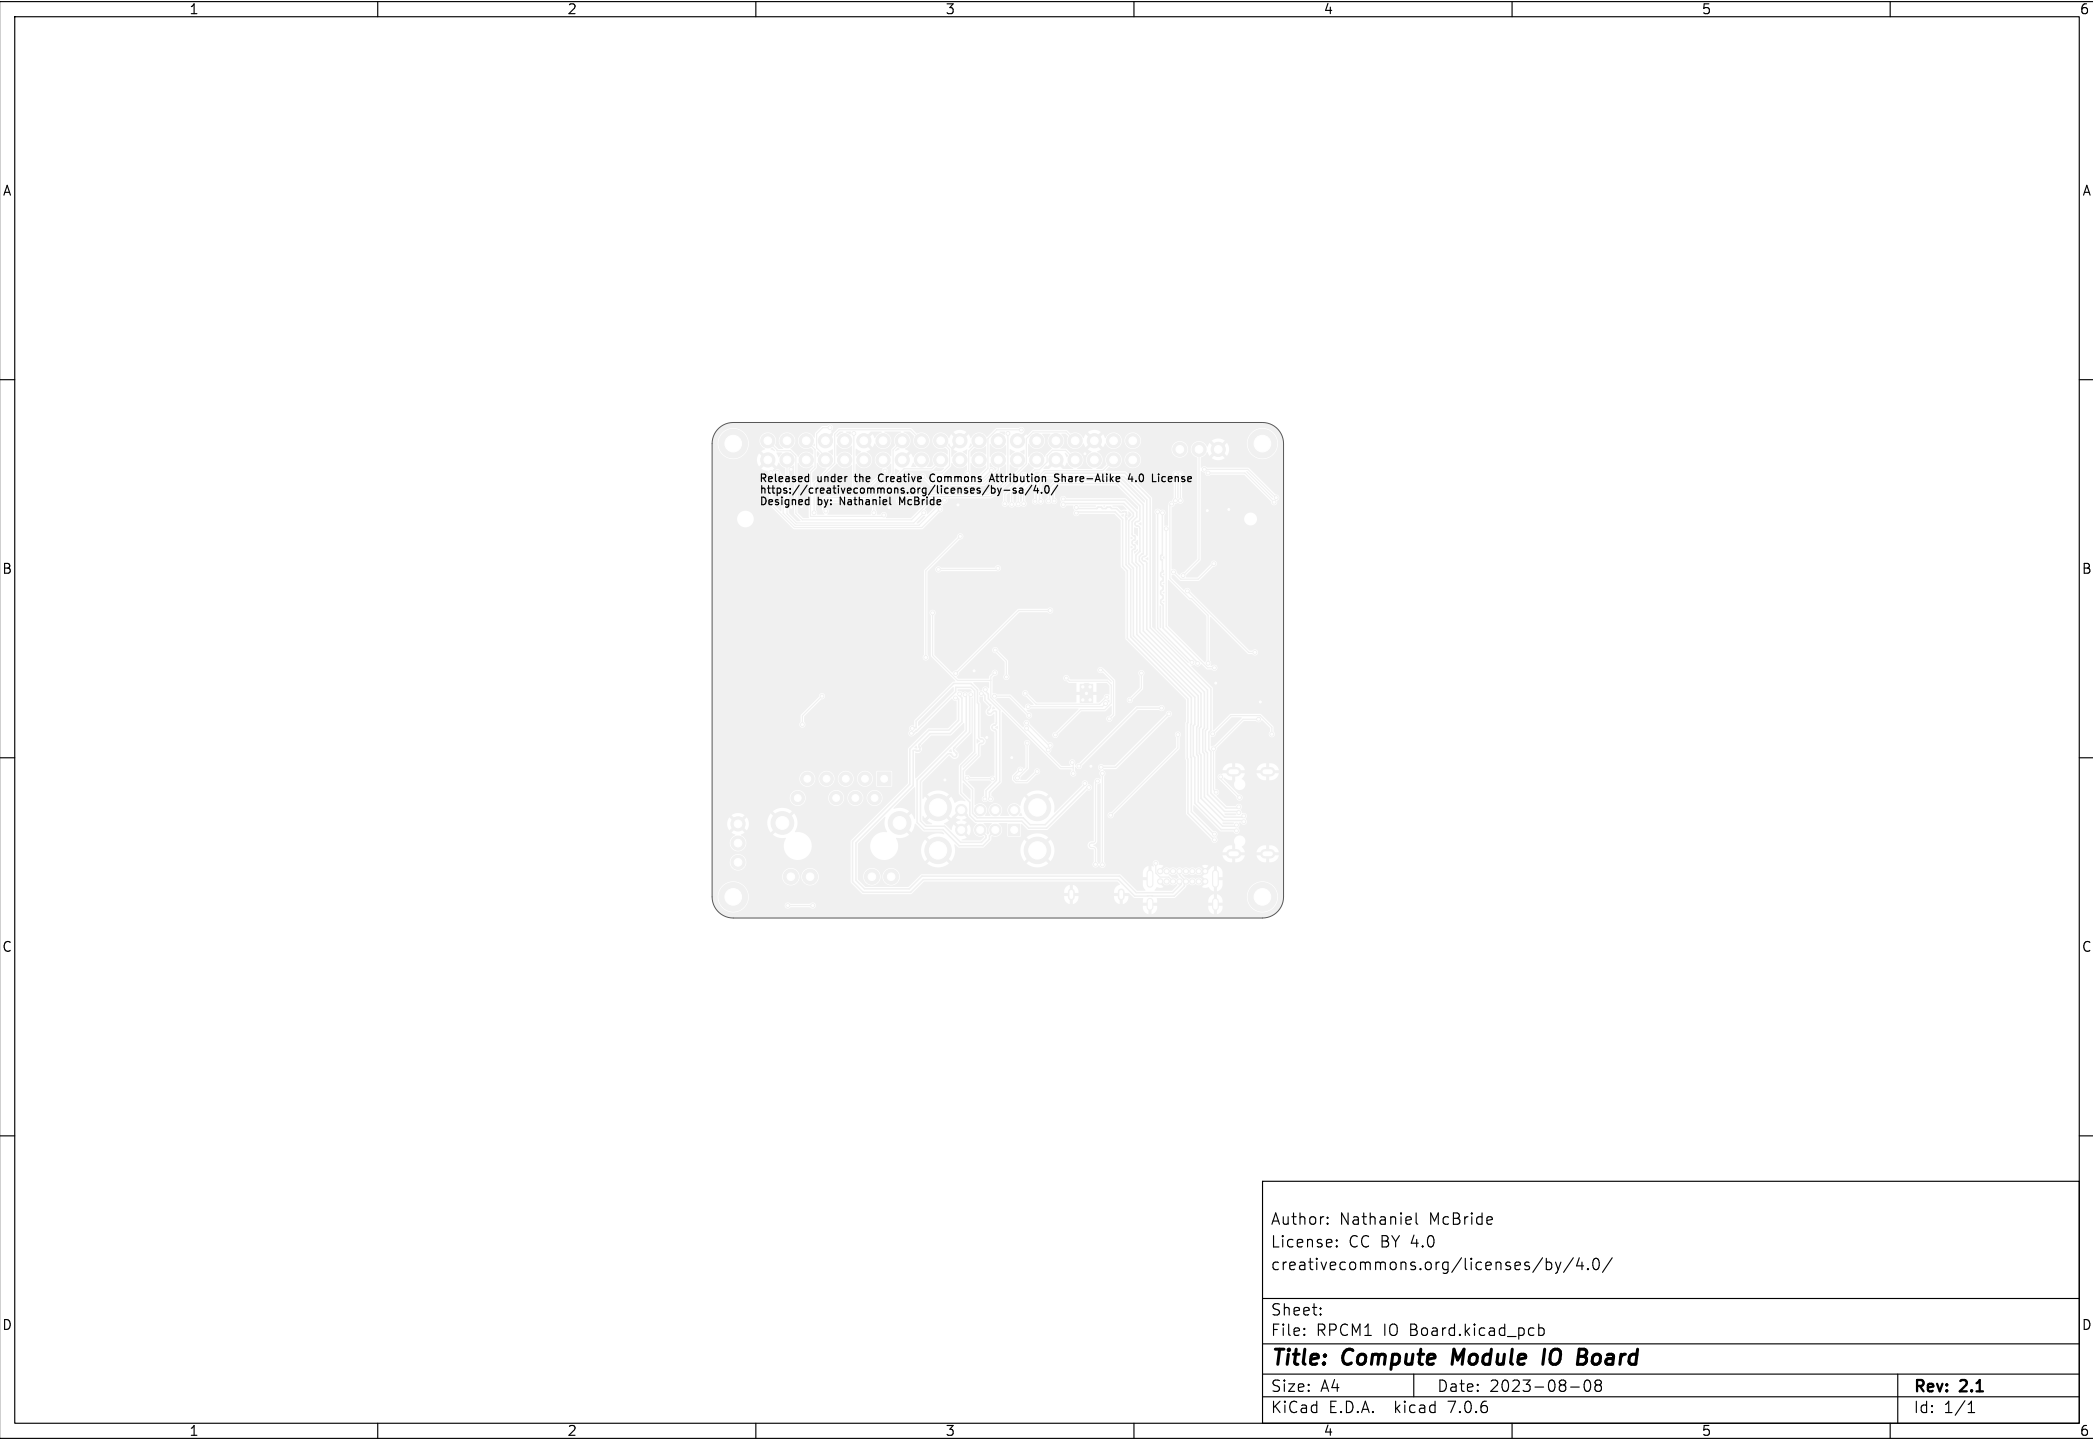 1 2 3 4 5 6
A A
Released under the Creative Commons Attribution Share-Alike 4.0 License
https://creativecommons.org/licenses/by-sa/4.0/
Designed by: Nathaniel McBride
B B
C C
Author: Nathaniel McBride
License: CC BY 4.0
creativecommons.org/licenses/by/4.0/
Sheet:
D D
File: RPCM1 IO Board.kicad_pcb
Title: Compute Module IO Board
Size: A4 Date: 2023-08-08 Rev: 2.1
KiCad E.D.A. kicad 7.0.6 Id: 1/1
1 2 3 4 5 6